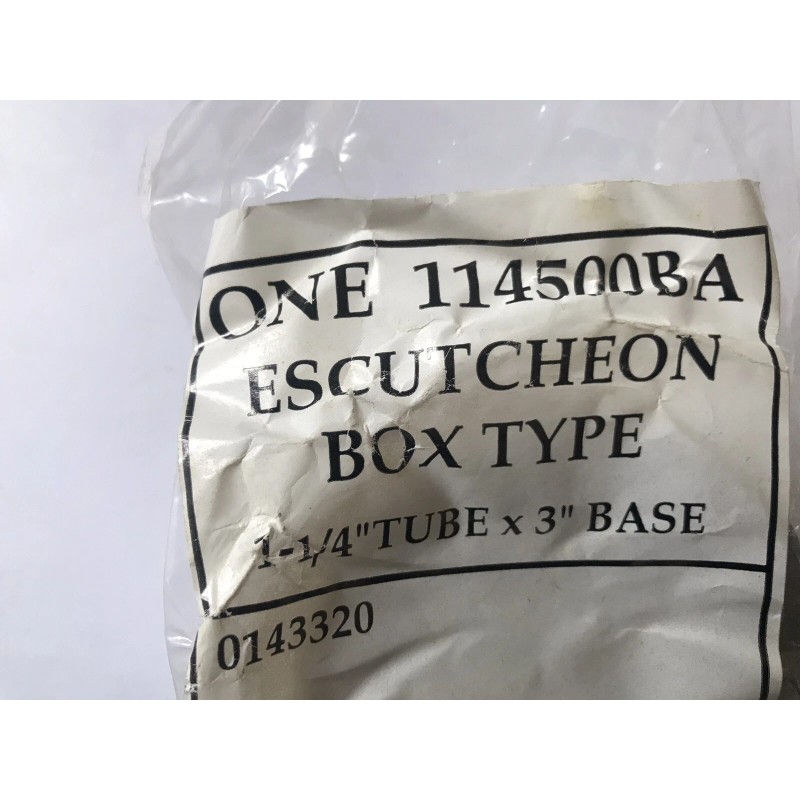 ONE 114500BA
ESCUTCHEON
BOX TYPE
1-1/4" TUBE x 3" BASE
0143320